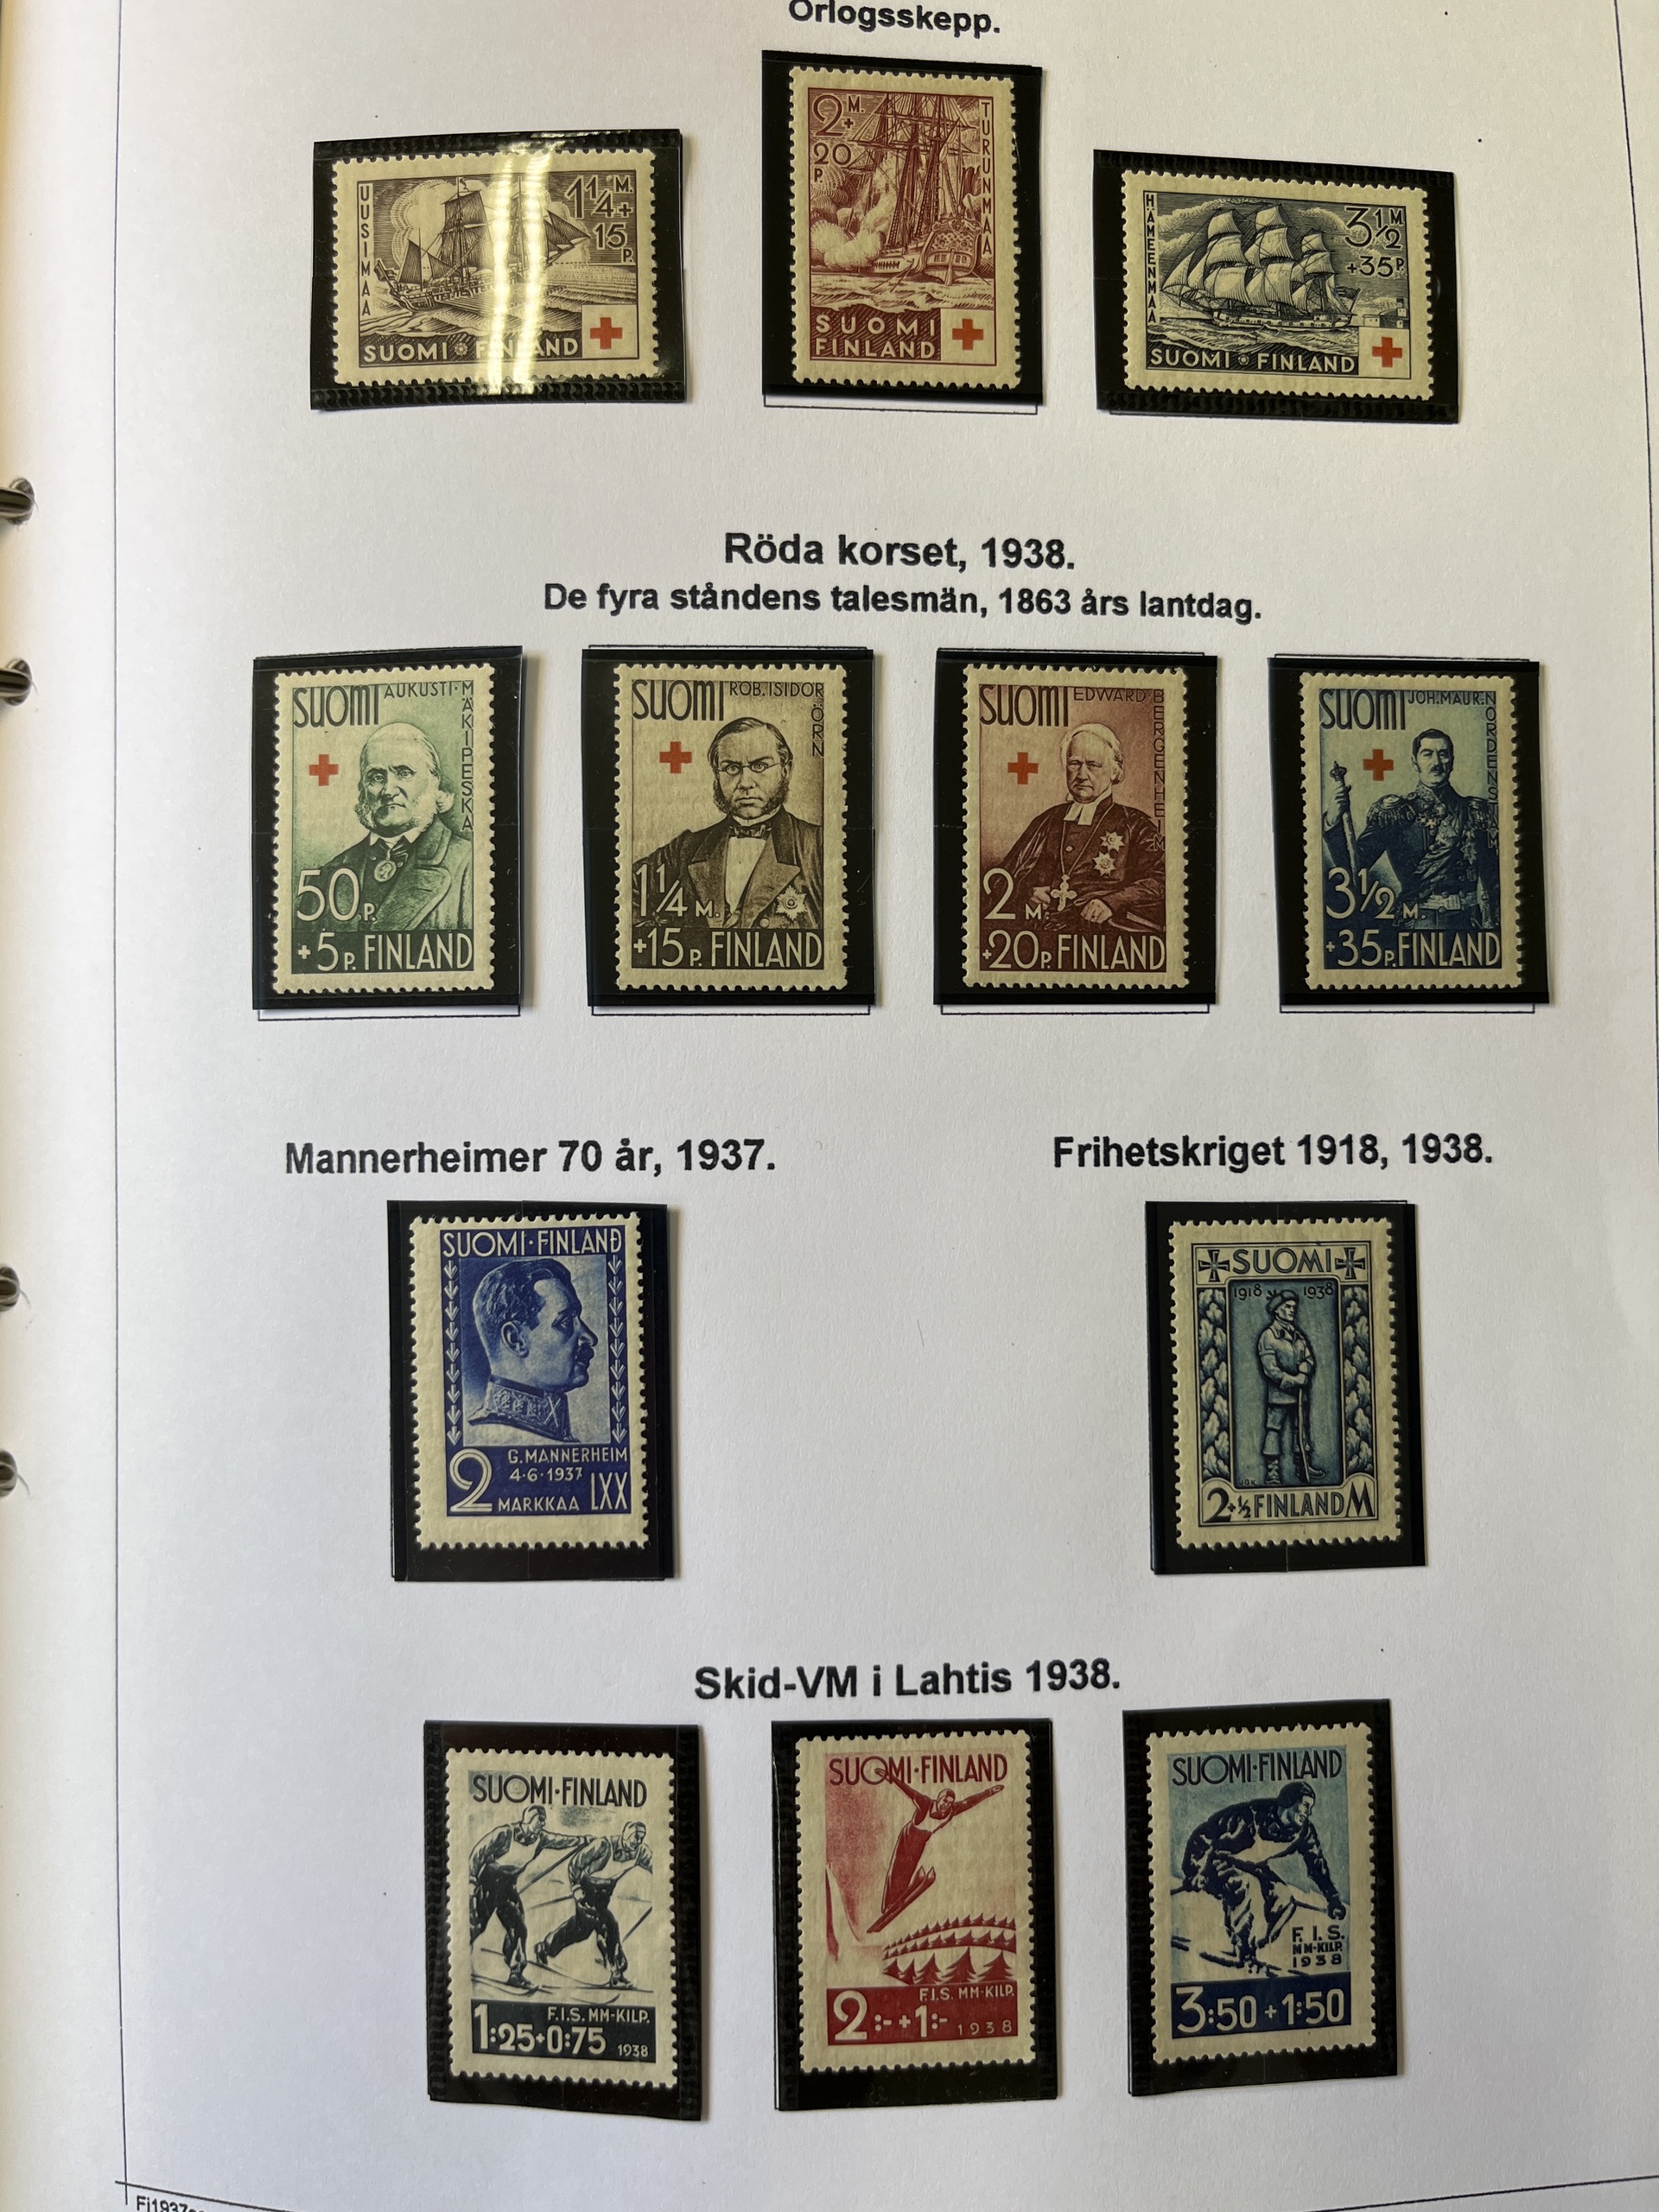 Örlogsskepp.
UUSIMAA
1¼ M.
+
15 P.
SUOMI FINLAND
2 M.
+
20 P.
TURUNMAA
SUOMI
FINLAND
HÄMEENMAA
3½ M.
+35 P.
SUOMI FINLAND
Röda korset, 1938.
De fyra ståndens talesmän, 1863 års lantdag.
SUOMI AUKUSTI·MÄKIPESKA
50 P.
+5 P. FINLAND
SUOMI ROB. ISIDOR ÖRN
1¼ M.
+15 P. FINLAND
SUOMI EDWARD BERGENHEIM
2 M.
+20 P. FINLAND
SUOMI JOH.MAUR. NORDENSTAM
3½ M.
+35 P. FINLAND
Mannerheimer 70 år, 1937.
Frihetskriget 1918, 1938.
SUOMI·FINLAND
G. MANNERHEIM
4·6·1937
2 MARKKAA LXX
SUOMI
1918 1938
2+½ FINLAND M
Skid-VM i Lahtis 1938.
SUOMI·FINLAND
F.I.S. MM-KILP.
1:25+0:75 1938
SUOMI·FINLAND
F.I.S. MM-KILP.
2:-+1:- 1938
SUOMI·FINLAND
F. I. S.
MM-KILP.
1938
3:50+1:50